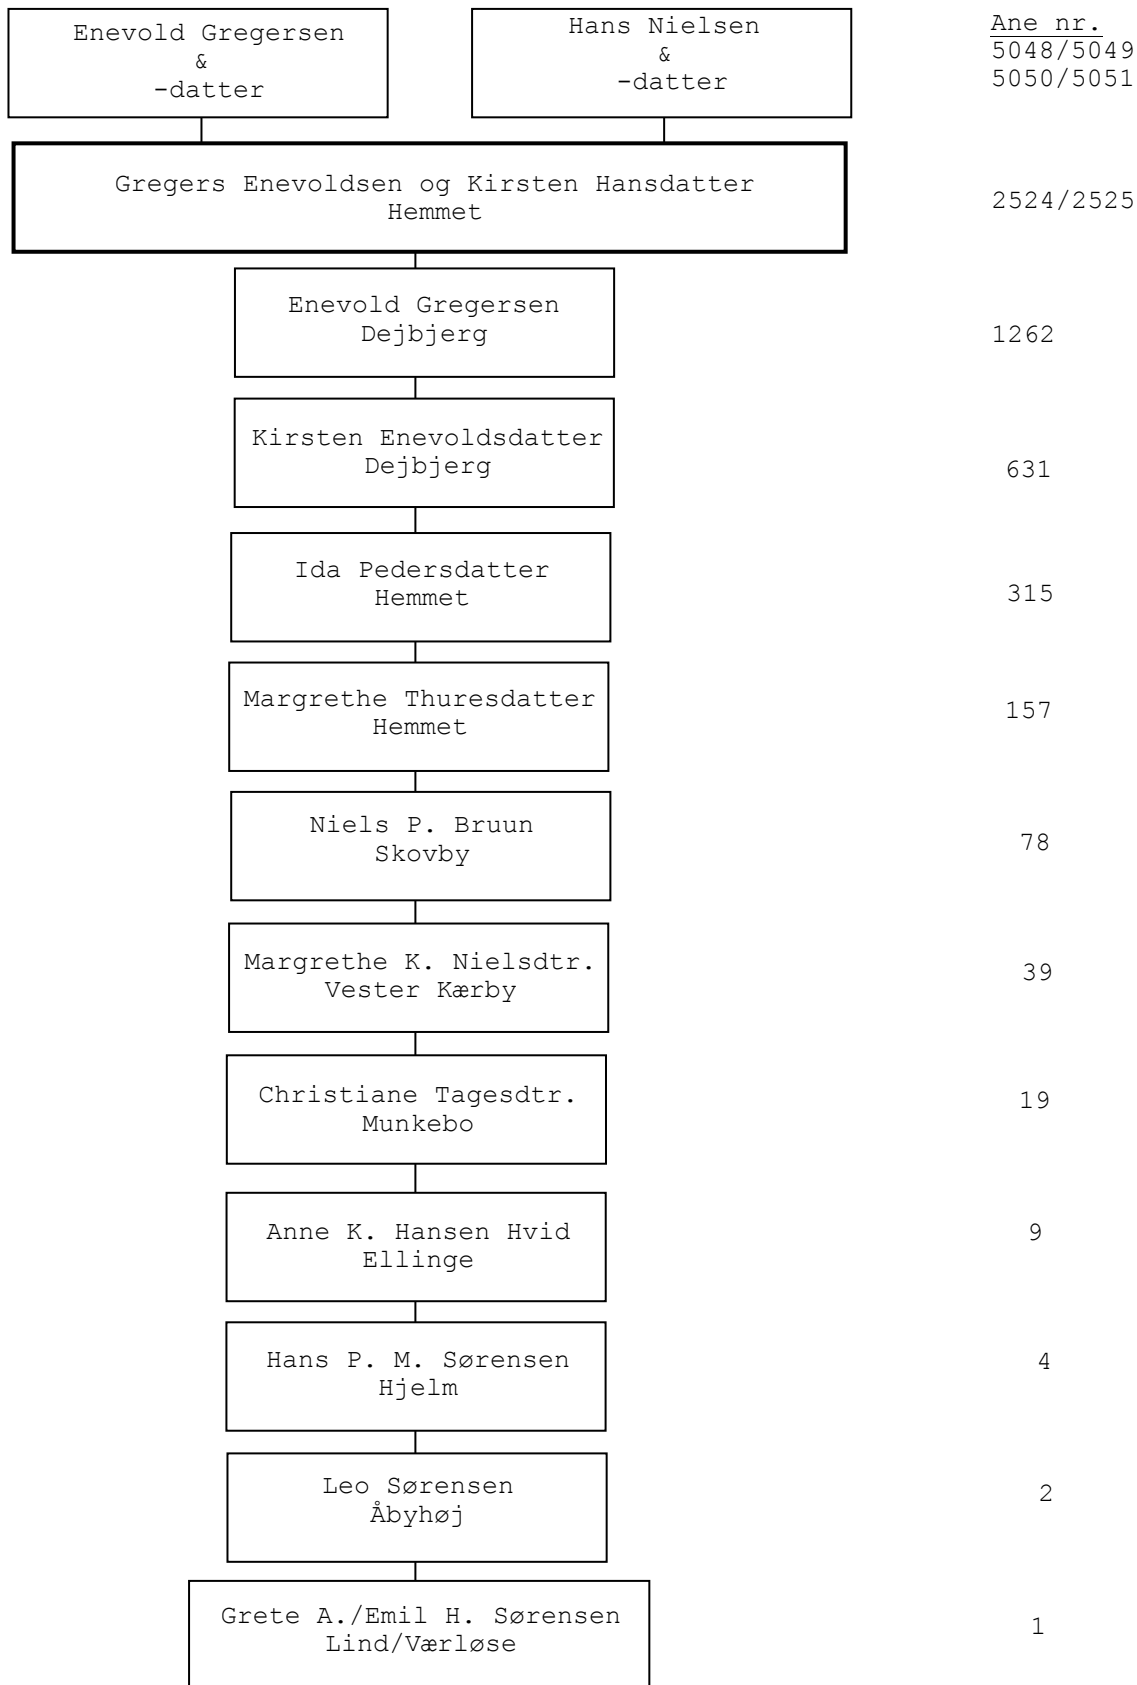 Enevold Gregersen
&
-datter
Hans Nielsen
&
-datter
Ane nr.
5048/5049
5050/5051
Gregers Enevoldsen og Kirsten Hansdatter
Hemmet
2524/2525
Enevold Gregersen
Dejbjerg
1262
Kirsten Enevoldsdatter
Dejbjerg
631
Ida Pedersdatter
Hemmet
315
Margrethe Thuresdatter
Hemmet
157
Niels P. Bruun
Skovby
78
Margrethe K. Nielsdtr.
Vester Kærby
39
Christiane Tagesdtr.
Munkebo
19
Anne K. Hansen Hvid
Ellinge
9
Hans P. M. Sørensen
Hjelm
4
Leo Sørensen
Åbyhøj
2
Grete A./Emil H. Sørensen
Lind/Værløse
1